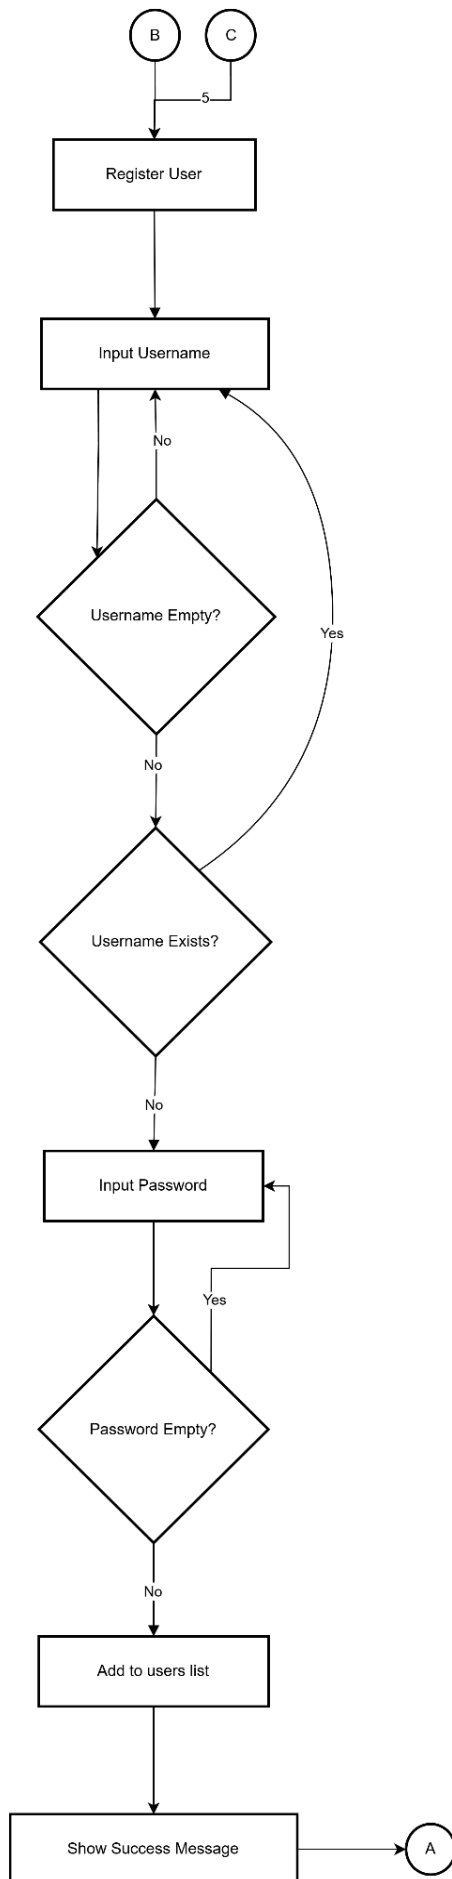 B
C
5
Register User
Input Username
No
Username Empty?
Yes
No
Username Exists?
No
Input Password
Yes
Password Empty?
No
Add to users list
Show Success Message
A